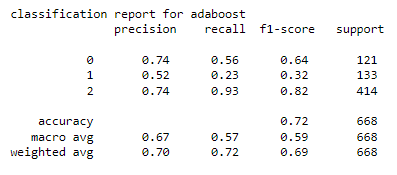 classification report for adaboost
precision recall f1-score support
0 0.74 0.56 0.64 121
1 0.52 0.23 0.32 133
2 0.74 0.93 0.82 414
accuracy 0.72 668
macro avg 0.67 0.57 0.59 668
weighted avg 0.70 0.72 0.69 668